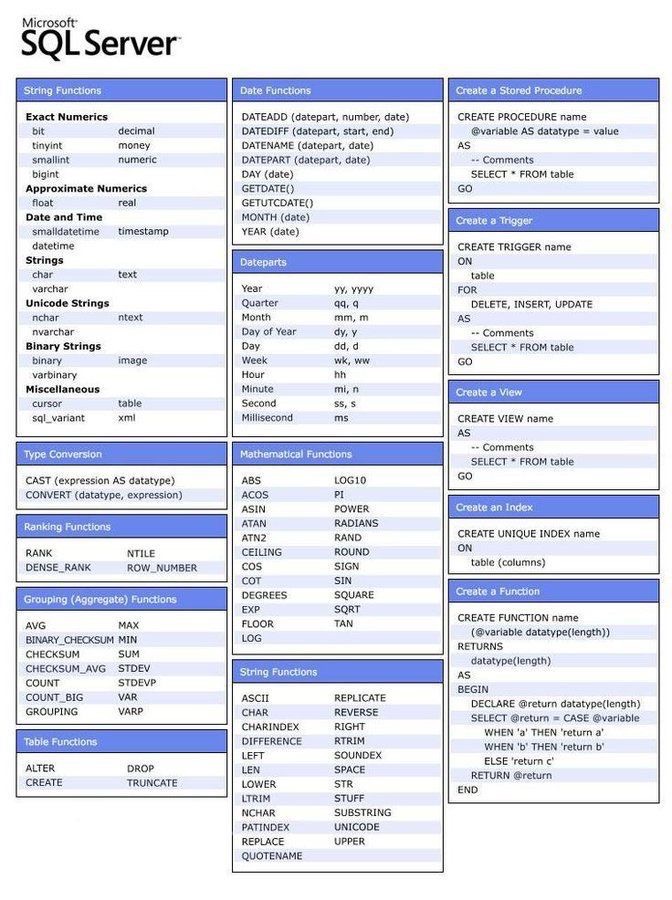 Microsoft
SQL Server
String Functions
Exact Numerics
bit decimal
tinyint money
smallint numeric
bigint
Approximate Numerics
float real
Date and Time
smalldatetime timestamp
datetime
Strings
char text
varchar
Unicode Strings
nchar ntext
nvarchar
Binary Strings
binary image
varbinary
Miscellaneous
cursor table
sql_variant xml
Type Conversion
CAST (expression AS datatype)
CONVERT (datatype, expression)
Ranking Functions
RANK NTILE
DENSE_RANK ROW_NUMBER
Grouping (Aggregate) Functions
AVG MAX
BINARY_CHECKSUM MIN
CHECKSUM SUM
CHECKSUM_AVG STDEV
COUNT STDEVP
COUNT_BIG VAR
GROUPING VARP
Table Functions
ALTER DROP
CREATE TRUNCATE
Date Functions
DATEADD (datepart, number, date)
DATEDIFF (datepart, start, end)
DATENAME (datepart, date)
DATEPART (datepart, date)
DAY (date)
GETDATE()
GETUTCDATE()
MONTH (date)
YEAR (date)
Dateparts
Year yy, yyyy
Quarter qq, q
Month mm, m
Day of Year dy, y
Day dd, d
Week wk, ww
Hour hh
Minute mi, n
Second ss, s
Millisecond ms
Mathematical Functions
ABS LOG10
ACOS PI
ASIN POWER
ATAN RADIANS
ATN2 RAND
CEILING ROUND
COS SIGN
COT SIN
DEGREES SQUARE
EXP SQRT
FLOOR TAN
LOG
String Functions
ASCII REPLICATE
CHAR REVERSE
CHARINDEX RIGHT
DIFFERENCE RTRIM
LEFT SOUNDEX
LEN SPACE
LOWER STR
LTRIM STUFF
NCHAR SUBSTRING
PATINDEX UNICODE
REPLACE UPPER
QUOTENAME
Create a Stored Procedure
CREATE PROCEDURE name
@variable AS datatype = value
AS
-- Comments
SELECT * FROM table
GO
Create a Trigger
CREATE TRIGGER name
ON
table
FOR
DELETE, INSERT, UPDATE
AS
-- Comments
SELECT * FROM table
GO
Create a View
CREATE VIEW name
AS
-- Comments
SELECT * FROM table
GO
Create an Index
CREATE UNIQUE INDEX name
ON
table (columns)
Create a Function
CREATE FUNCTION name
(@variable datatype(length))
RETURNS
datatype(length)
AS
BEGIN
DECLARE @return datatype(length)
SELECT @return = CASE @variable
WHEN 'a' THEN 'return a'
WHEN 'b' THEN 'return b'
ELSE 'return c'
RETURN @return
END